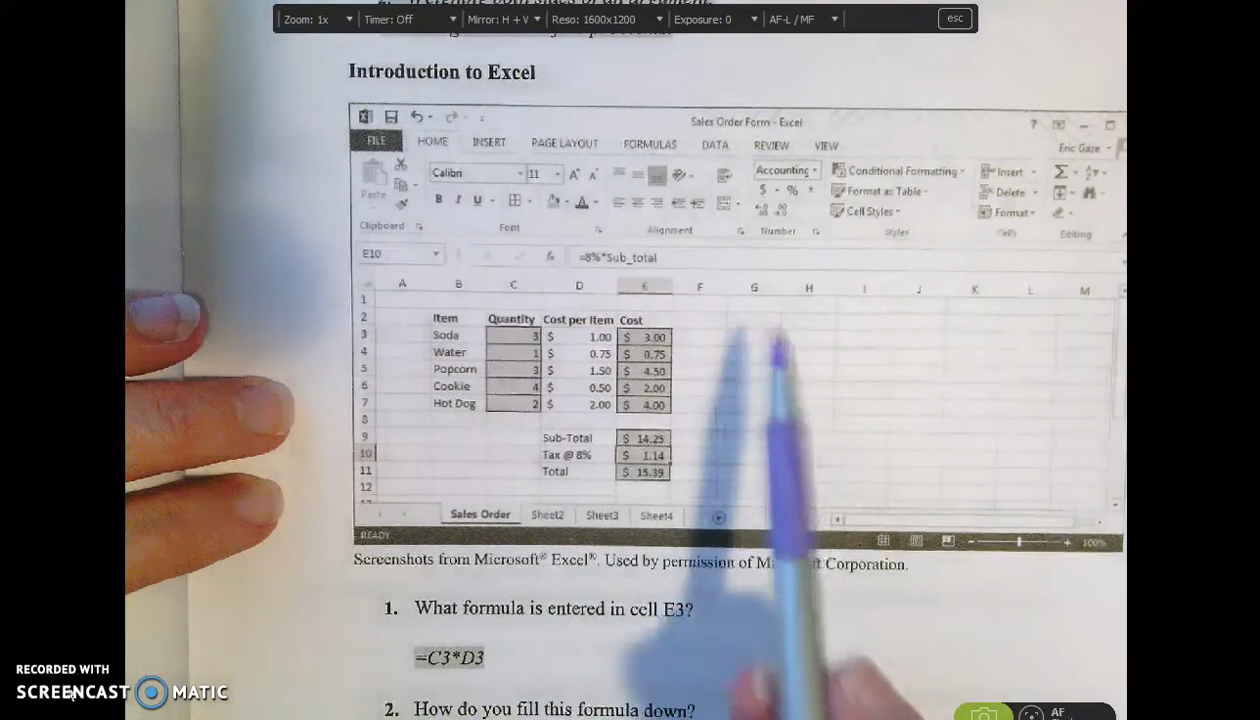 Zoom: 1x Timer: Off Mirror: H + V Reso: 1600x1200 Exposure: 0 AF-L / MF esc
Introduction to Excel
Sales Order Form - Excel ?
FILE HOME INSERT PAGE LAYOUT FORMULAS DATA REVIEW VIEW Eric Gaze
Calibri 11 A A Accounting Conditional Formatting Insert Σ
Paste B I U A $ % , Format as Table Delete
Cell Styles Format
Clipboard Font Alignment Number Styles Cells Editing
E10 fx =8%*Sub_total
A B C D E F G H I J K L M
1
2 Item Quantity Cost per Item Cost
3 Soda 3 $ 1.00 $ 3.00
4 Water 1 $ 0.75 $ 0.75
5 Popcorn 3 $ 1.50 $ 4.50
6 Cookie 4 $ 0.50 $ 2.00
7 Hot Dog 2 $ 2.00 $ 4.00
8
9 Sub-Total $ 14.25
10 Tax @ 8% $ 1.14
11 Total $ 15.39
12
Sales Order Sheet2 Sheet3 Sheet4
READY 100%
Screenshots from Microsoft® Excel®. Used by permission of Corporation.
1. What formula is entered in cell E3?
=C3*D3
2. How do you fill this formula down?
RECORDED WITH
SCREENCAST MATIC
AF